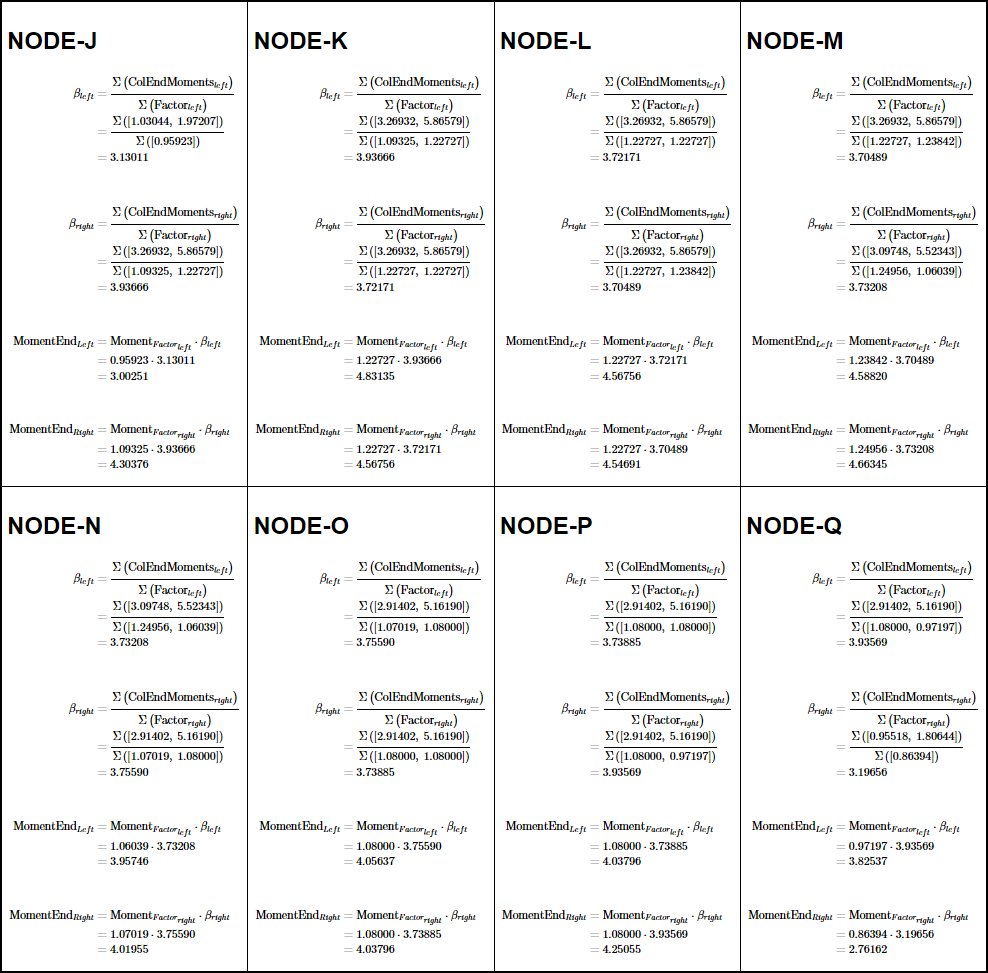 NODE-J
β_left = Σ (ColEndMoments_left) / Σ (Factor_left)
= Σ ([1.03044, 1.97207]) / Σ ([0.95923])
= 3.13011
β_right = Σ (ColEndMoments_right) / Σ (Factor_right)
= Σ ([3.26932, 5.86579]) / Σ ([1.09325, 1.22727])
= 3.93666
MomentEnd_Left = Moment_Factor_left · β_left
= 0.95923 · 3.13011
= 3.00251
MomentEnd_Right = Moment_Factor_right · β_right
= 1.09325 · 3.93666
= 4.30376
NODE-K
β_left = Σ (ColEndMoments_left) / Σ (Factor_left)
= Σ ([3.26932, 5.86579]) / Σ ([1.09325, 1.22727])
= 3.93666
β_right = Σ (ColEndMoments_right) / Σ (Factor_right)
= Σ ([3.26932, 5.86579]) / Σ ([1.22727, 1.22727])
= 3.72171
MomentEnd_Left = Moment_Factor_left · β_left
= 1.22727 · 3.93666
= 4.83135
MomentEnd_Right = Moment_Factor_right · β_right
= 1.22727 · 3.72171
= 4.56756
NODE-L
β_left = Σ (ColEndMoments_left) / Σ (Factor_left)
= Σ ([3.26932, 5.86579]) / Σ ([1.22727, 1.22727])
= 3.72171
β_right = Σ (ColEndMoments_right) / Σ (Factor_right)
= Σ ([3.26932, 5.86579]) / Σ ([1.22727, 1.23842])
= 3.70489
MomentEnd_Left = Moment_Factor_left · β_left
= 1.22727 · 3.72171
= 4.56756
MomentEnd_Right = Moment_Factor_right · β_right
= 1.22727 · 3.70489
= 4.54691
NODE-M
β_left = Σ (ColEndMoments_left) / Σ (Factor_left)
= Σ ([3.26932, 5.86579]) / Σ ([1.22727, 1.23842])
= 3.70489
β_right = Σ (ColEndMoments_right) / Σ (Factor_right)
= Σ ([3.09748, 5.52343]) / Σ ([1.24956, 1.06039])
= 3.73208
MomentEnd_Left = Moment_Factor_left · β_left
= 1.23842 · 3.70489
= 4.58820
MomentEnd_Right = Moment_Factor_right · β_right
= 1.24956 · 3.73208
= 4.66345
NODE-N
β_left = Σ (ColEndMoments_left) / Σ (Factor_left)
= Σ ([3.09748, 5.52343]) / Σ ([1.24956, 1.06039])
= 3.73208
β_right = Σ (ColEndMoments_right) / Σ (Factor_right)
= Σ ([2.91402, 5.16190]) / Σ ([1.07019, 1.08000])
= 3.75590
MomentEnd_Left = Moment_Factor_left · β_left
= 1.06039 · 3.73208
= 3.95746
MomentEnd_Right = Moment_Factor_right · β_right
= 1.07019 · 3.75590
= 4.01955
NODE-O
β_left = Σ (ColEndMoments_left) / Σ (Factor_left)
= Σ ([2.91402, 5.16190]) / Σ ([1.07019, 1.08000])
= 3.75590
β_right = Σ (ColEndMoments_right) / Σ (Factor_right)
= Σ ([2.91402, 5.16190]) / Σ ([1.08000, 1.08000])
= 3.73885
MomentEnd_Left = Moment_Factor_left · β_left
= 1.08000 · 3.75590
= 4.05637
MomentEnd_Right = Moment_Factor_right · β_right
= 1.08000 · 3.73885
= 4.03796
NODE-P
β_left = Σ (ColEndMoments_left) / Σ (Factor_left)
= Σ ([2.91402, 5.16190]) / Σ ([1.08000, 1.08000])
= 3.73885
β_right = Σ (ColEndMoments_right) / Σ (Factor_right)
= Σ ([2.91402, 5.16190]) / Σ ([1.08000, 0.97197])
= 3.93569
MomentEnd_Left = Moment_Factor_left · β_left
= 1.08000 · 3.73885
= 4.03796
MomentEnd_Right = Moment_Factor_right · β_right
= 1.08000 · 3.93569
= 4.25055
NODE-Q
β_left = Σ (ColEndMoments_left) / Σ (Factor_left)
= Σ ([2.91402, 5.16190]) / Σ ([1.08000, 0.97197])
= 3.93569
β_right = Σ (ColEndMoments_right) / Σ (Factor_right)
= Σ ([0.95518, 1.80644]) / Σ ([0.86394])
= 3.19656
MomentEnd_Left = Moment_Factor_left · β_left
= 0.97197 · 3.93569
= 3.82537
MomentEnd_Right = Moment_Factor_right · β_right
= 0.86394 · 3.19656
= 2.76162